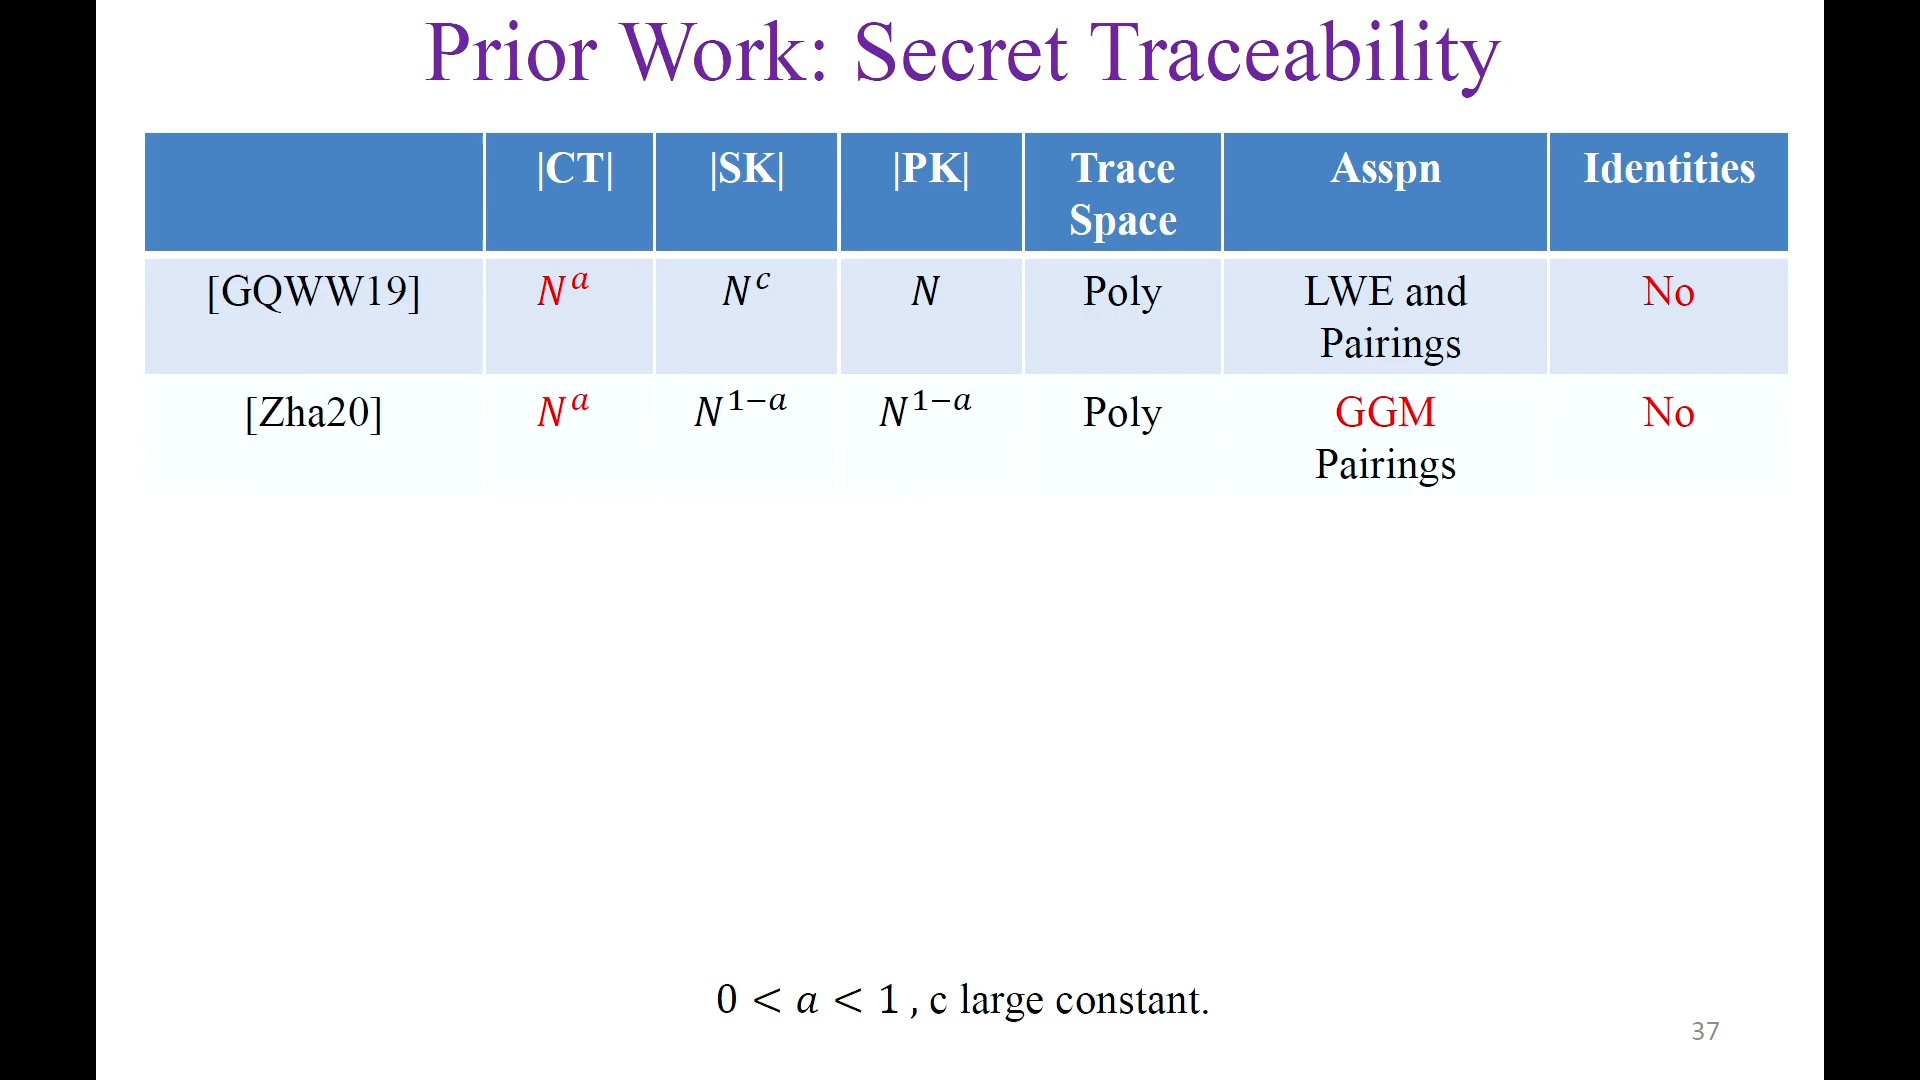 Prior Work: Secret Traceability
|CT| |SK| |PK| Trace Space Asspn Identities
[GQWW19] N^a N^c N Poly LWE and Pairings No
[Zha20] N^{1-a} N^{1-a} Poly GGM Pairings No
0 < a < 1 , c large constant.
37